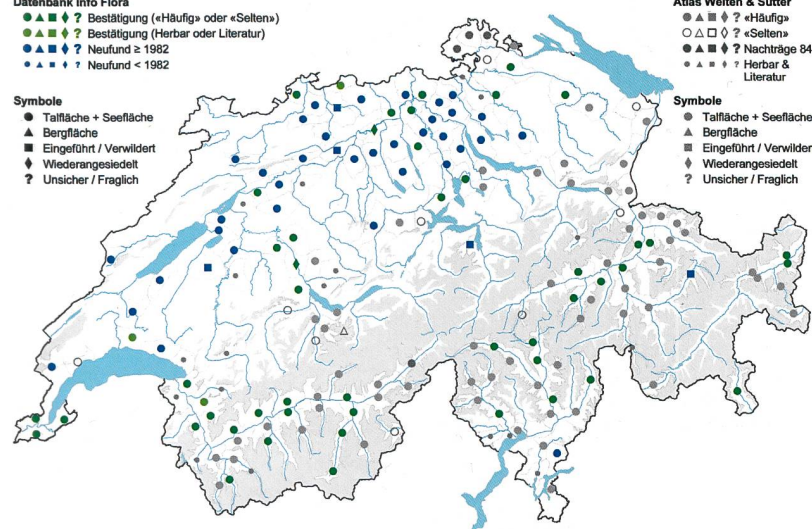 Datenbank Info Flora
? Bestätigung («Häufig» oder «Selten»)
? Bestätigung (Herbar oder Literatur)
? Neufund ≥ 1982
? Neufund < 1982
Symbole
Talfläche + Seefläche
Bergfläche
Eingeführt / Verwildert
Wiederangesiedelt
? Unsicher / Fraglich
Atlas Welten & Sutter
? «Häufig»
? «Selten»
? Nachträge 84
? Herbar &
Literatur
Symbole
Talfläche + Seefläche
Bergfläche
Eingeführt / Verwilder
Wiederangesiedelt
? Unsicher / Fraglich